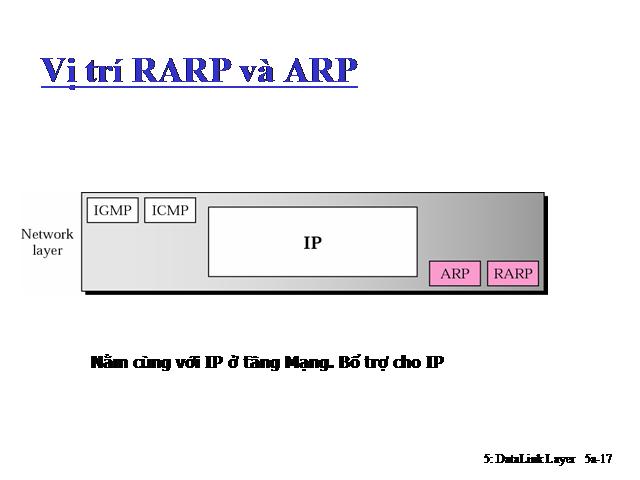 Vị trí RARP và ARP
IGMP ICMP
Network
layer
IP
ARP RARP
Nằm cùng với IP ở tầng Mạng. Bổ trợ cho IP
5: DataLink Layer 5a-17